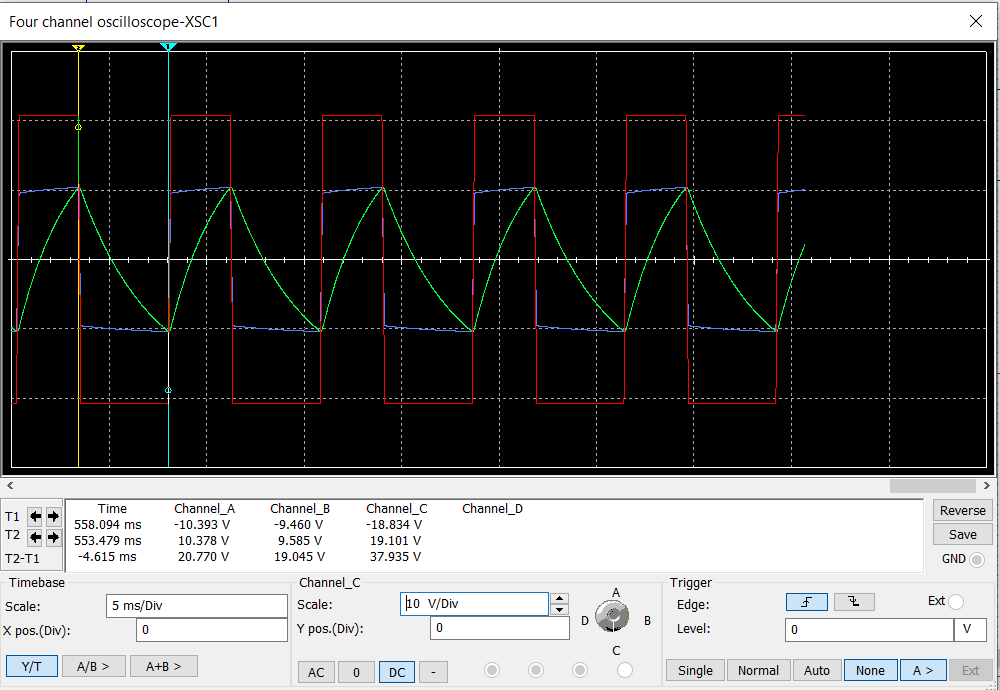 Four channel oscilloscope-XSC1
T1
T2
T2-T1
Time Channel_A Channel_B Channel_C Channel_D
558.094 ms -10.393 V -9.460 V -18.834 V
553.479 ms 10.378 V 9.585 V 19.101 V
-4.615 ms 20.770 V 19.045 V 37.935 V
Reverse
Save
GND
Timebase
Scale: 5 ms/Div
X pos.(Div): 0
Y/T A/B > A+B >
Channel_C
Scale: 10 V/Div
Y pos.(Div): 0
AC 0 DC -
A
D B
C
Trigger
Edge: Ext
Level: 0 V
Single Normal Auto None A > Ext